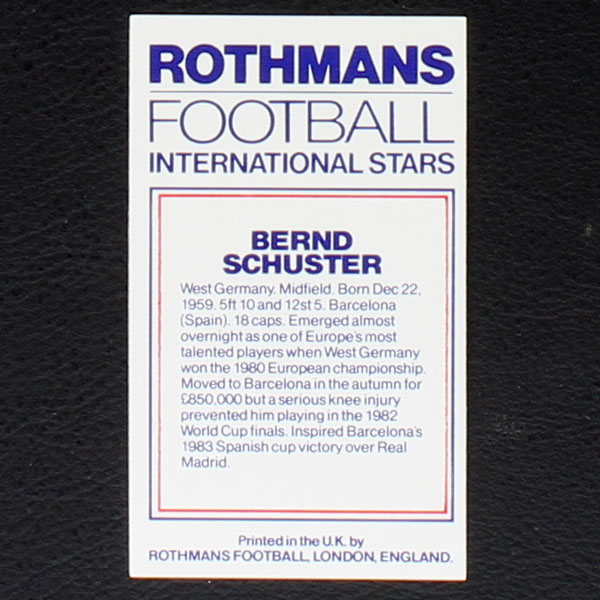 ROTHMANS
FOOTBALL
INTERNATIONAL STARS
BERND
SCHUSTER
West Germany. Midfield. Born Dec 22,
1959. 5ft 10 and 12st 5. Barcelona
(Spain). 18 caps. Emerged almost
overnight as one of Europe's most
talented players when West Germany
won the 1980 European championship.
Moved to Barcelona in the autumn for
£850,000 but a serious knee injury
prevented him playing in the 1982
World Cup finals. Inspired Barcelona's
1983 Spanish cup victory over Real
Madrid.
Printed in the U.K. by
ROTHMANS FOOTBALL, LONDON, ENGLAND.